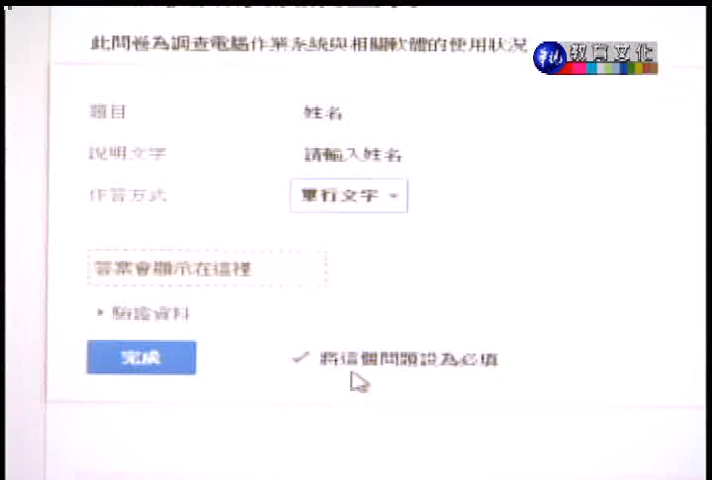 此問卷為調查電腦作業系統與相關軟體的使用狀況
華視 教育文化
題目 姓名
說明文字 請輸入姓名
作答方式 單行文字
答案會顯示在這裡
驗證資料
完成 將這個問題設為必填